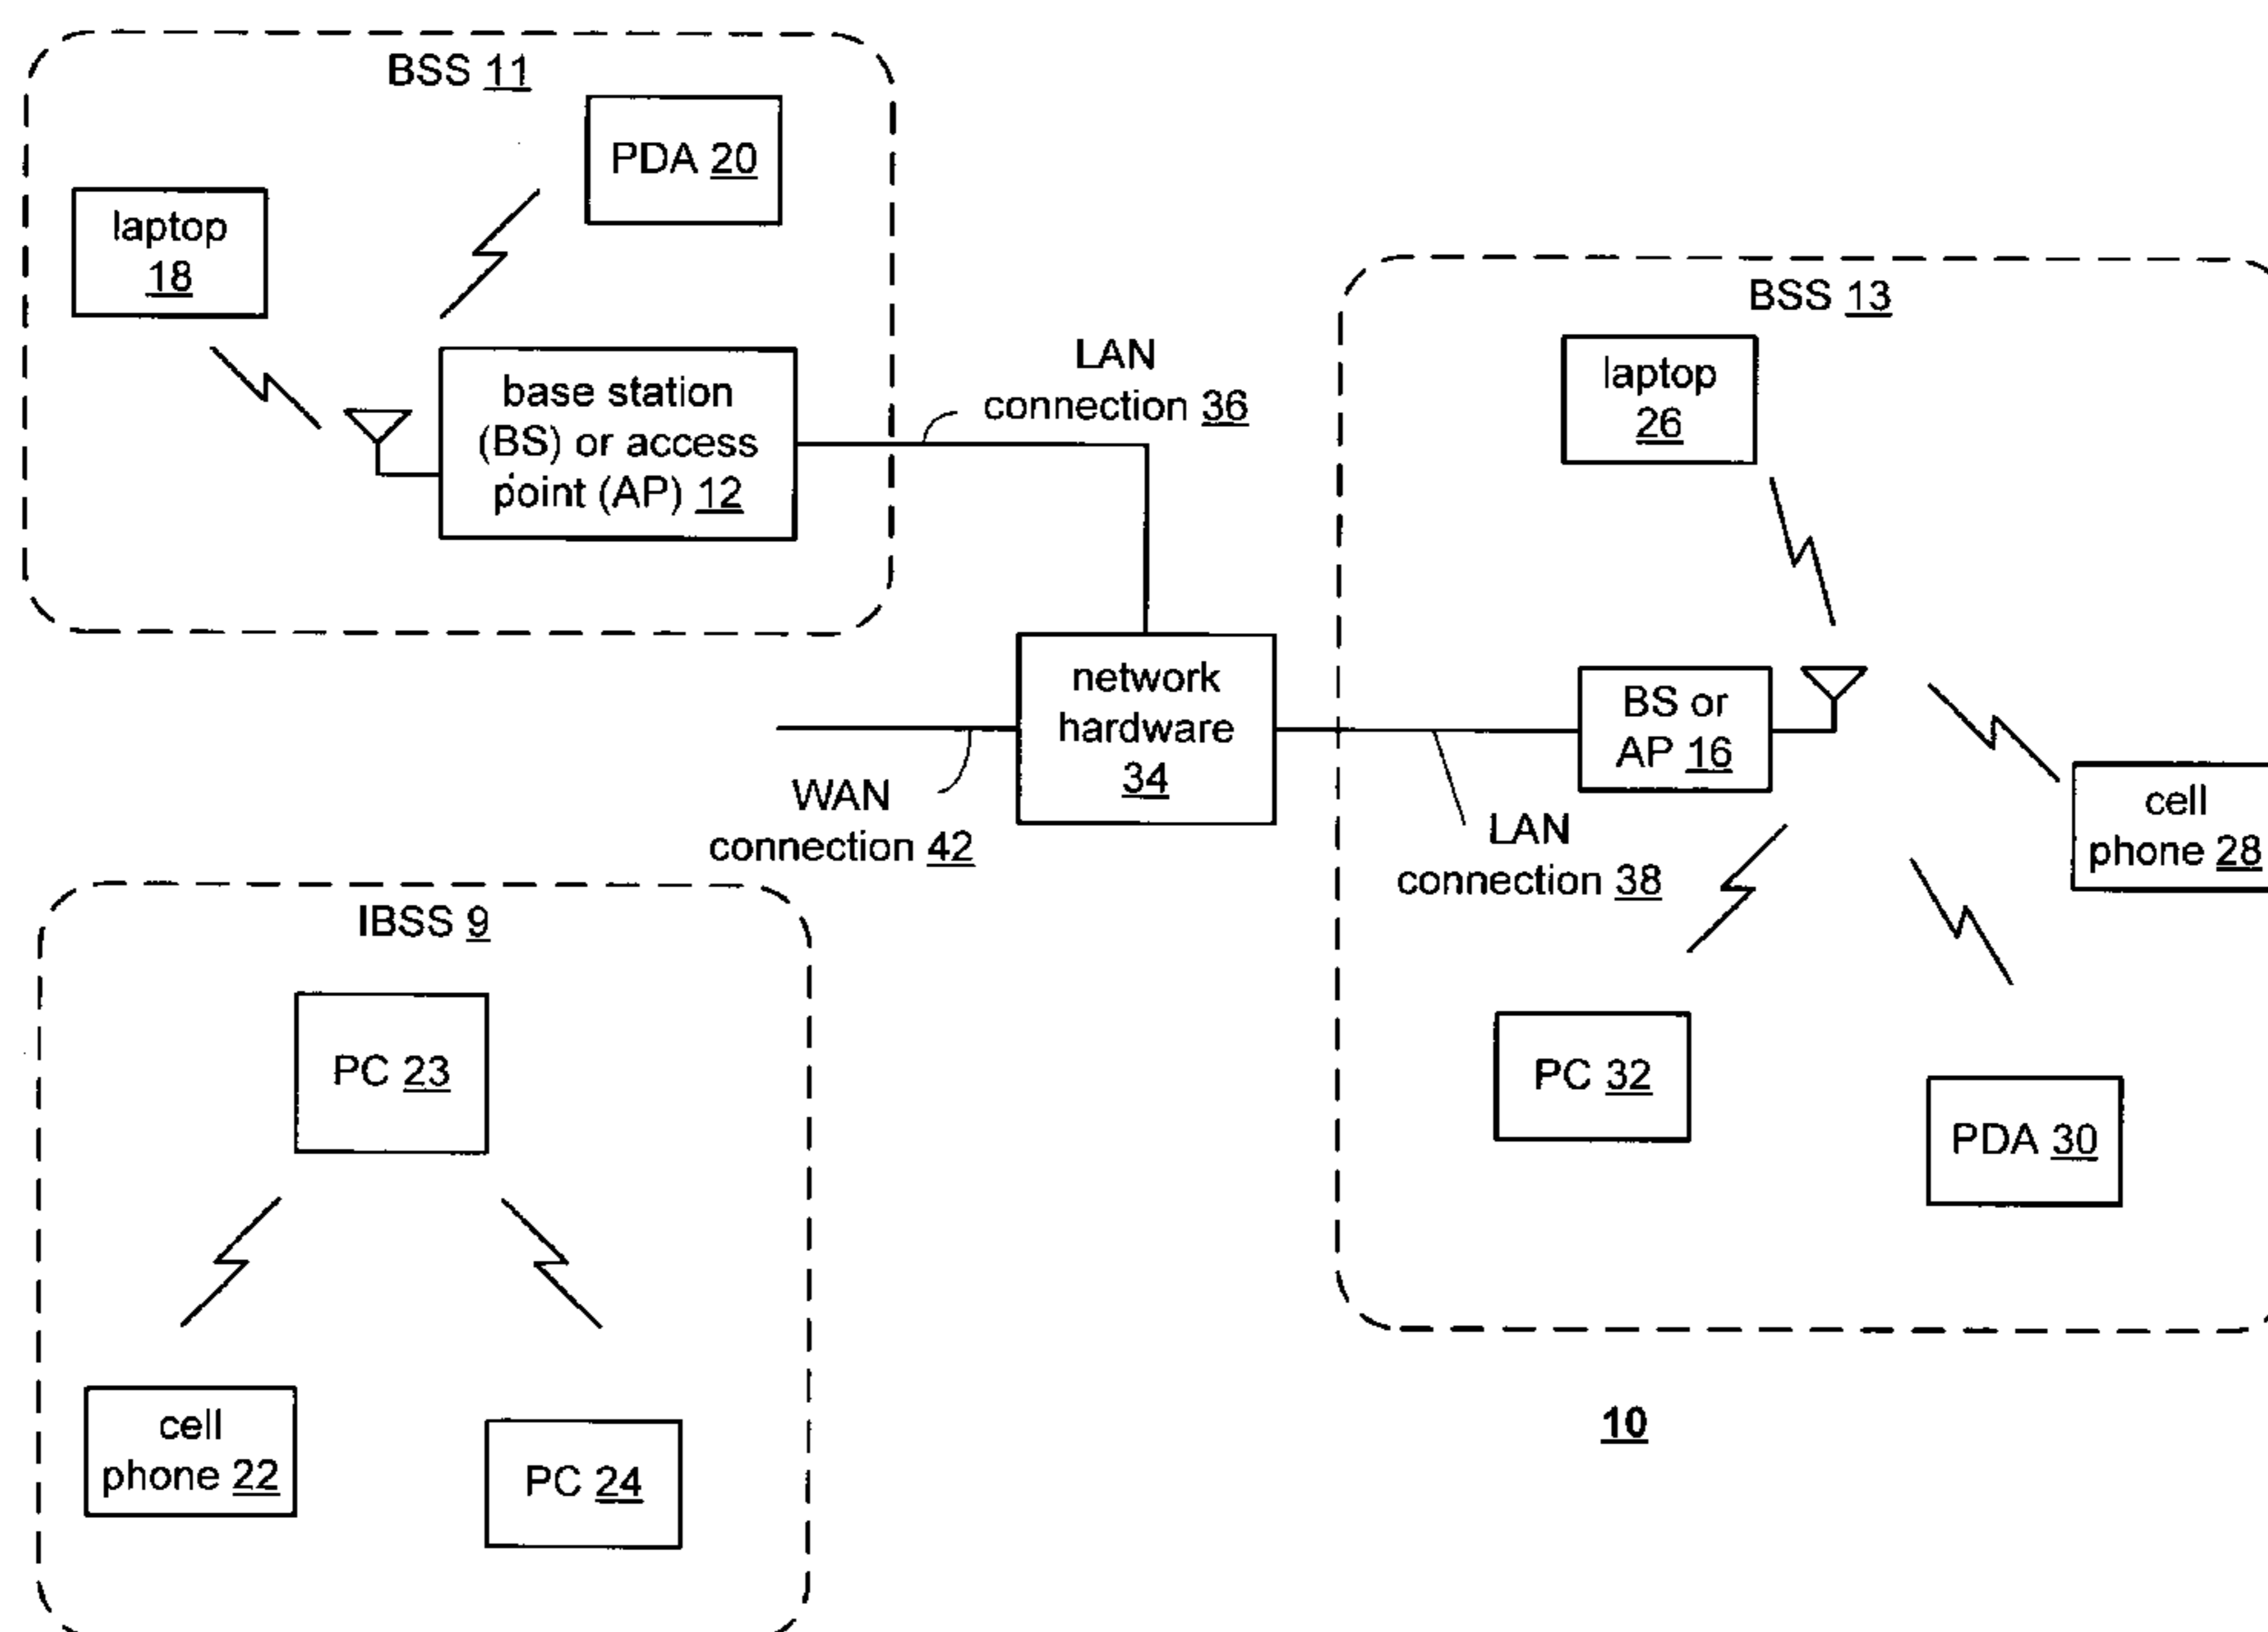 BSS 11
PDA 20
laptop
18
base station
(BS) or access
point (AP) 12
LAN
connection 36
BSS 13
laptop
26
network
hardware
34
BS or
AP 16
WAN
connection 42
LAN
connection 38
cell
phone 28
IBSS 9
PC 23
PC 32
PDA 30
cell
phone 22
PC 24
10